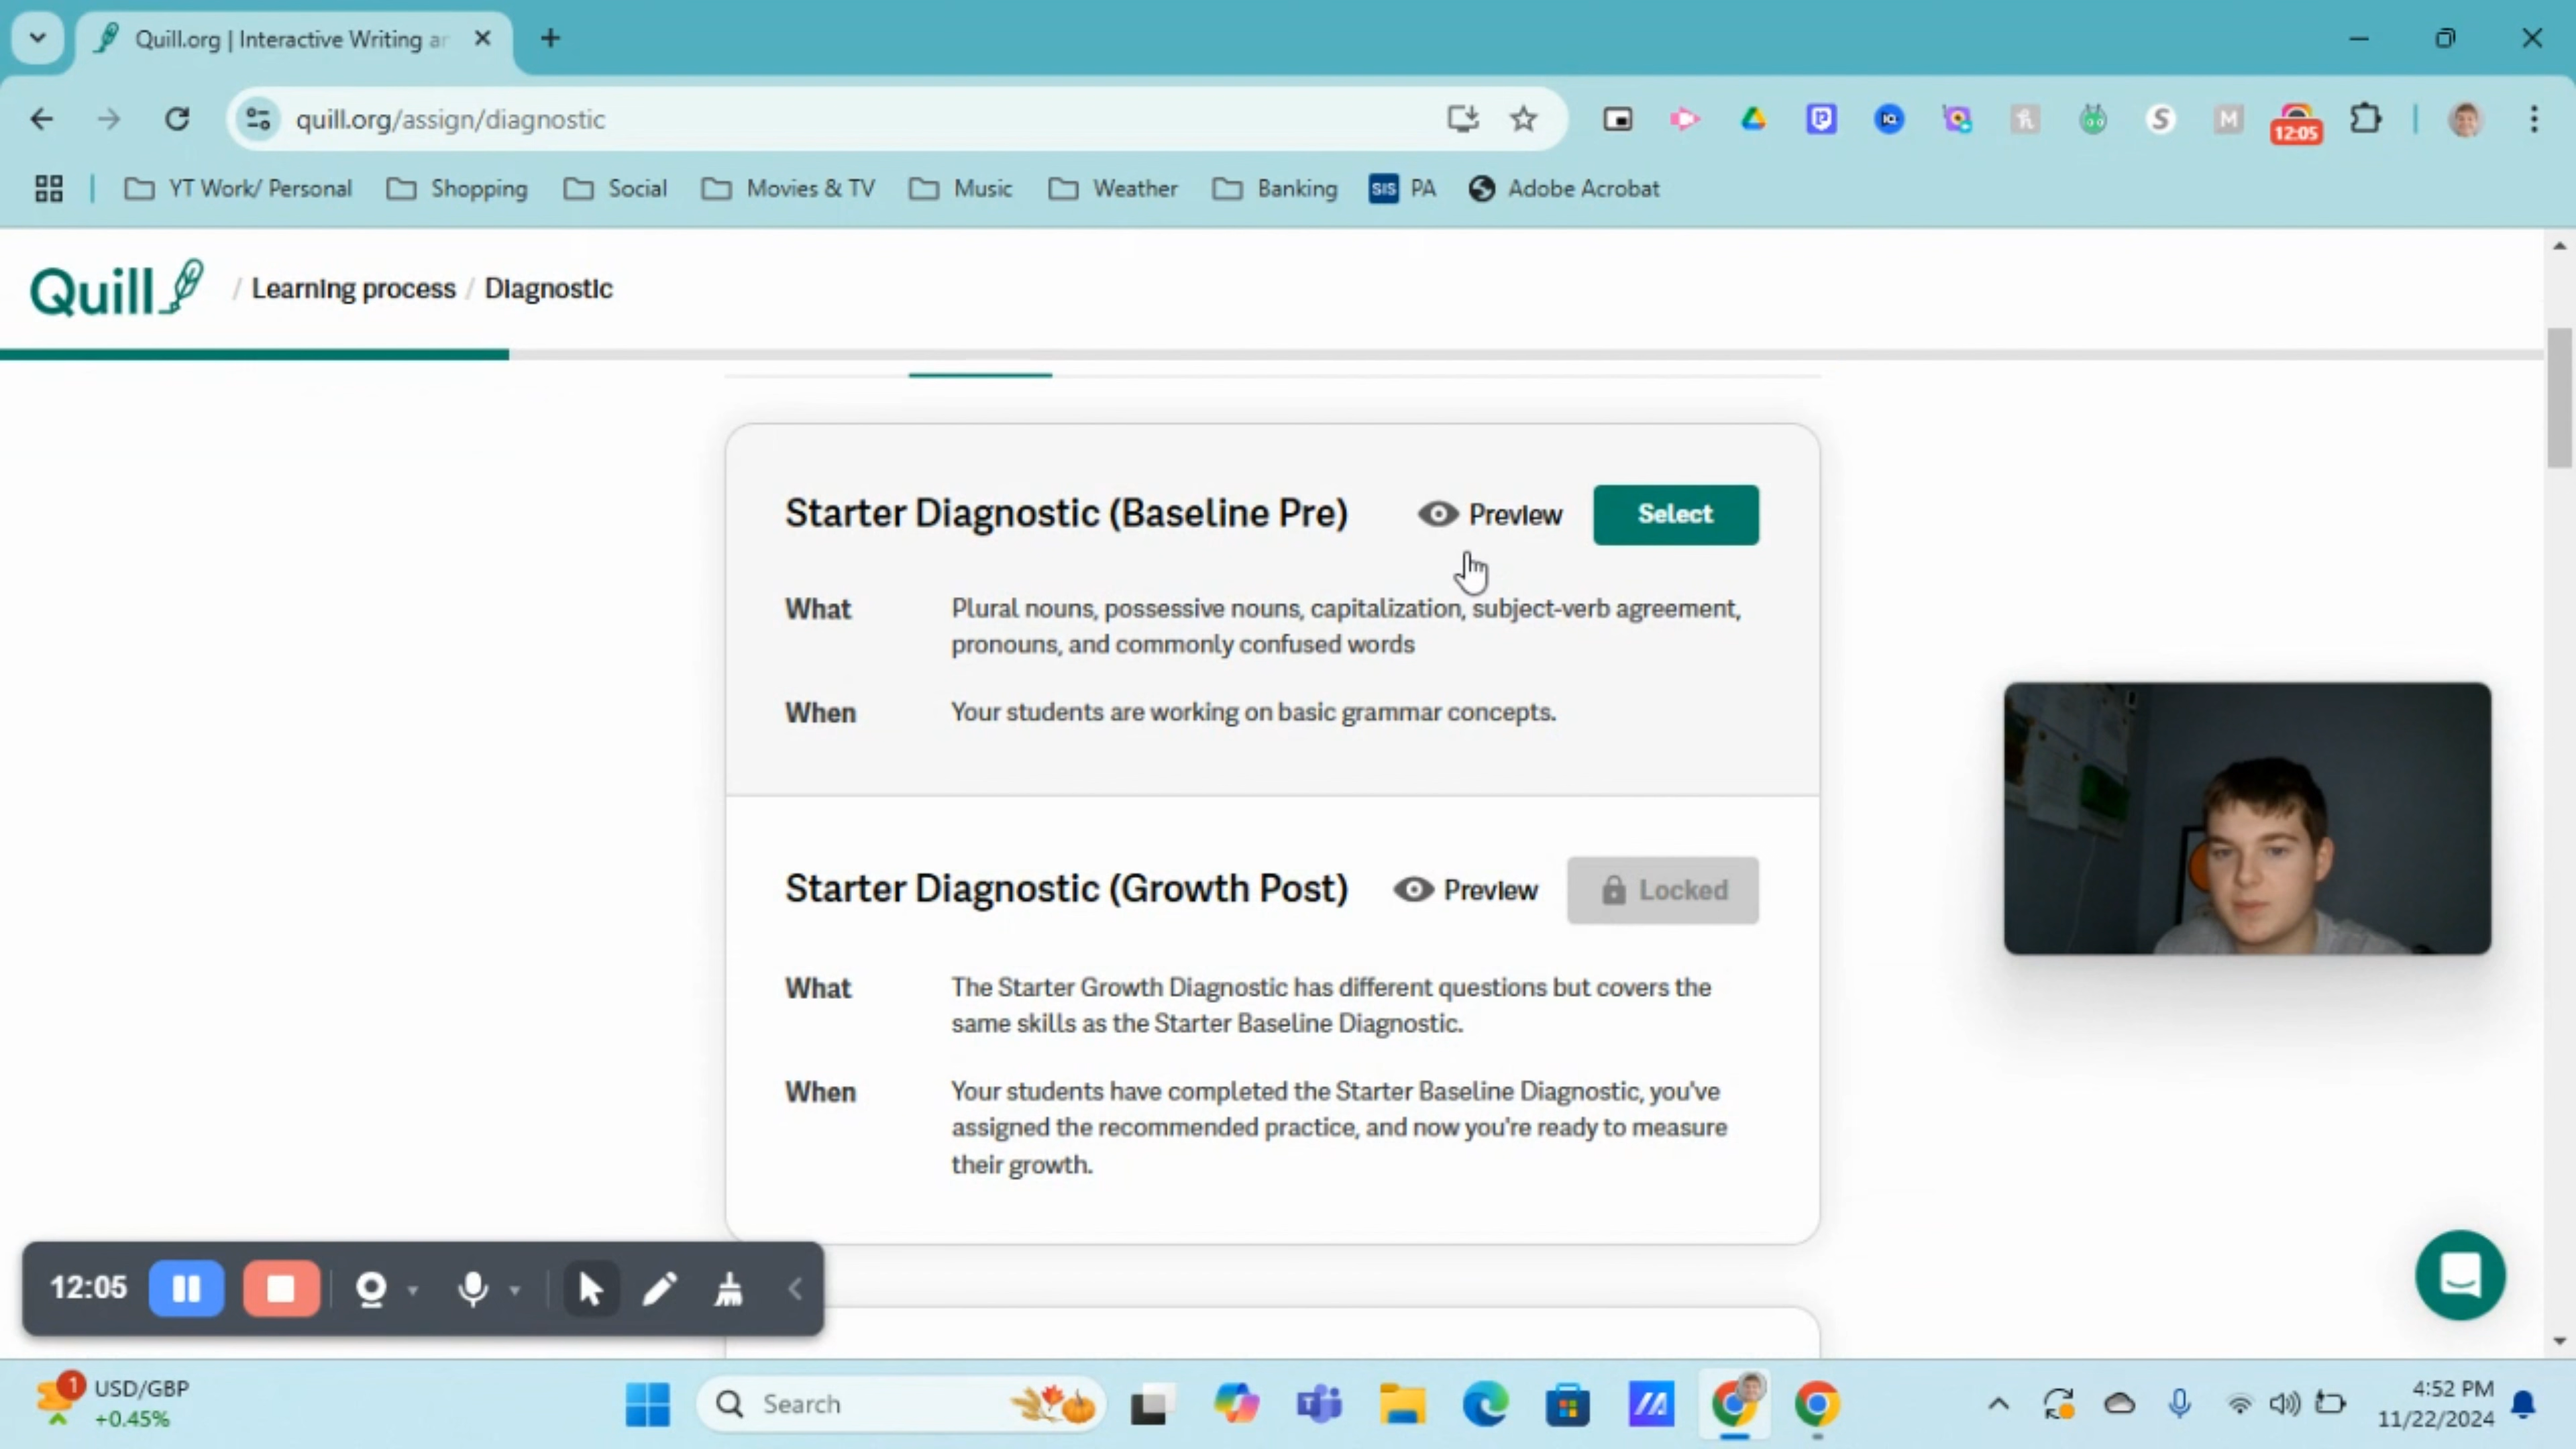 Quill.org | Interactive Writing ar
quill.org/assign/diagnostic
12:05
YT Work/ Personal
Shopping
Social
Movies & TV
Music
Weather
Banking
SIS PA
Adobe Acrobat
Quill / Learning process / Diagnostic
Starter Diagnostic (Baseline Pre)
Preview
Select
What
Plural nouns, possessive nouns, capitalization, subject-verb agreement,
pronouns, and commonly confused words
When
Your students are working on basic grammar concepts.
Starter Diagnostic (Growth Post)
Preview
Locked
What
The Starter Growth Diagnostic has different questions but covers the
same skills as the Starter Baseline Diagnostic.
When
Your students have completed the Starter Baseline Diagnostic, you've
assigned the recommended practice, and now you're ready to measure
their growth.
12:05
1
USD/GBP
+0.45%
Search
4:52 PM
11/22/2024